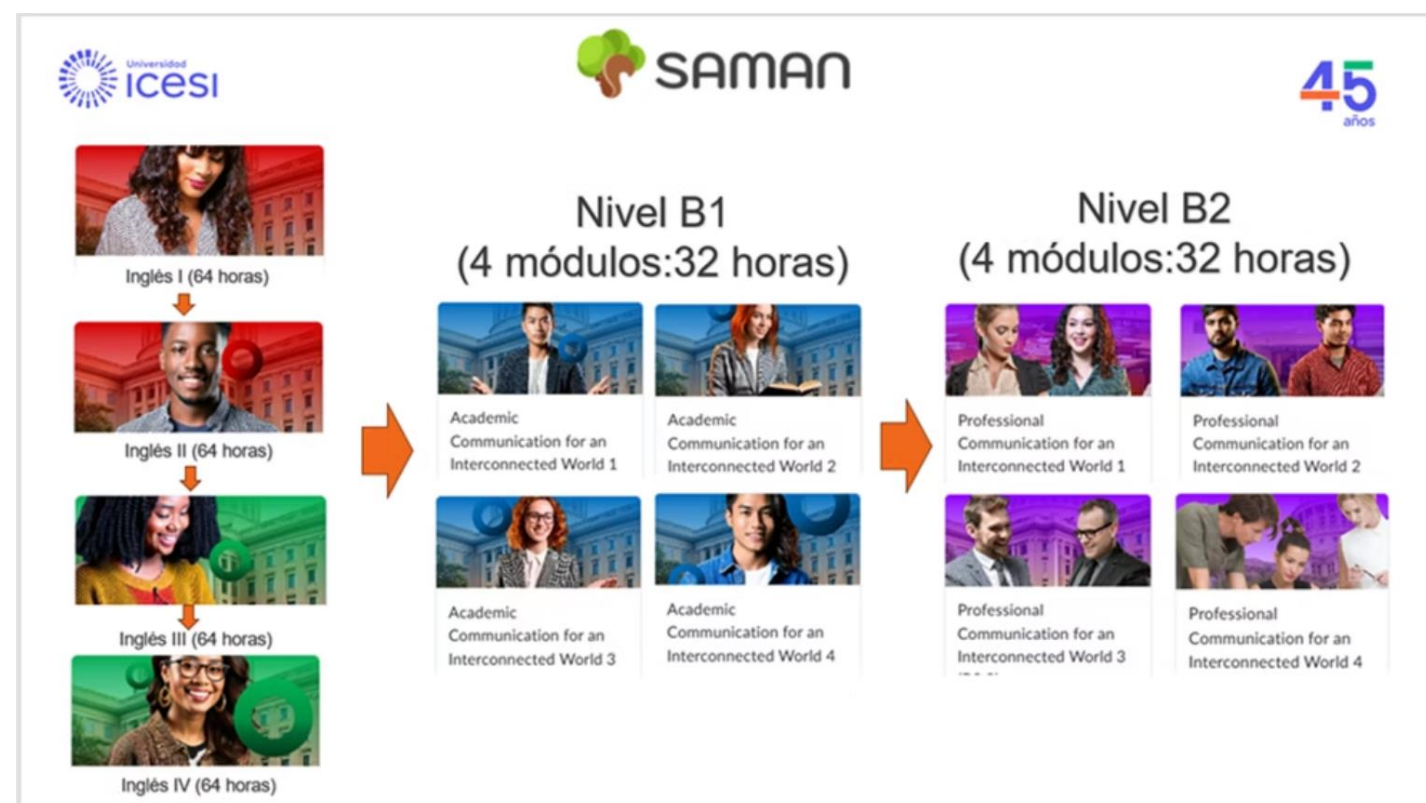 Universidad
icesi
SAMAN
45
años
Inglés I (64 horas)
Inglés II (64 horas)
Inglés III (64 horas)
Inglés IV (64 horas)
Nivel B1
(4 módulos:32 horas)
Academic
Communication for an
Interconnected World 1
Academic
Communication for an
Interconnected World 2
Academic
Communication for an
Interconnected World 3
Academic
Communication for an
Interconnected World 4
Nivel B2
(4 módulos:32 horas)
Professional
Communication for an
Interconnected World 1
Professional
Communication for an
Interconnected World 2
Professional
Communication for an
Interconnected World 3
Professional
Communication for an
Interconnected World 4